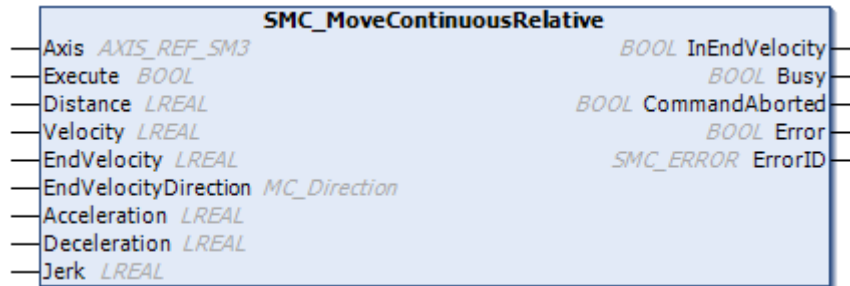 SMC_MoveContinuousRelative
Axis AXIS_REF_SM3 BOOL InEndVelocity
Execute BOOL BOOL Busy
Distance LREAL BOOL CommandAborted
Velocity LREAL BOOL Error
EndVelocity LREAL SMC_ERROR ErrorID
EndVelocityDirection MC_Direction
Acceleration LREAL
Deceleration LREAL
Jerk LREAL